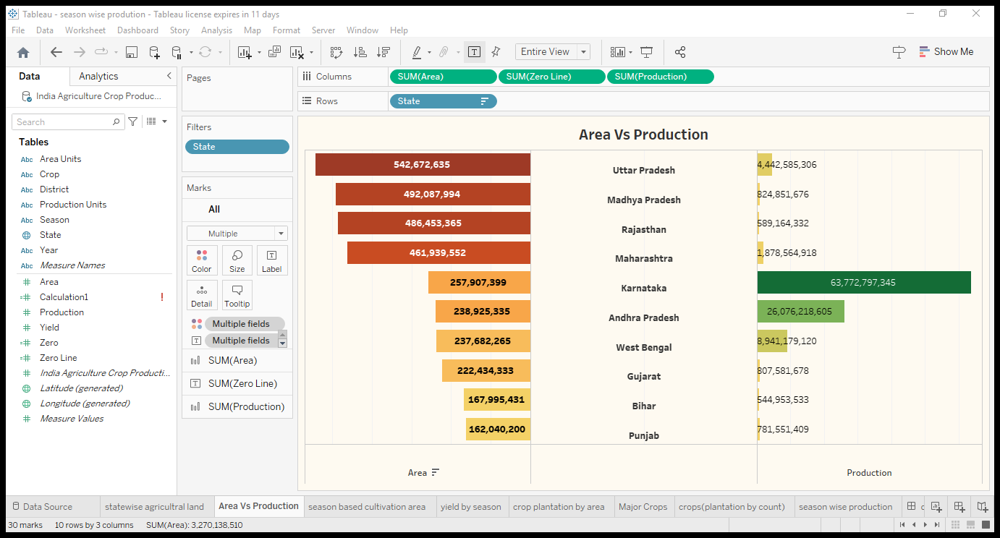 Tableau - season wise prodution - Tableau license expires in 11 days
File Data Worksheet Dashboard Story Analysis Map Format Server Window Help
Entire View
Show Me
Data Analytics
India Agriculture Crop Produc...
Search
Tables
Abc Area Units
Abc Crop
Abc District
Abc Production Units
Abc Season
State
Abc Year
Abc Measure Names
# Area
=# Calculation1 !
# Production
# Yield
=# Zero
=# Zero Line
# India Agriculture Crop Producti...
Latitude (generated)
Longitude (generated)
# Measure Values
Pages
Filters
State
Marks
All
Multiple
Color Size Label
Detail Tooltip
Multiple fields
Multiple fields
SUM(Area)
SUM(Zero Line)
SUM(Production)
Columns SUM(Area) SUM(Zero Line) SUM(Production)
Rows State
Area Vs Production
542,672,635 Uttar Pradesh 4,442,585,306
492,087,994 Madhya Pradesh 824,851,676
486,453,365 Rajasthan 589,164,332
461,939,552 Maharashtra 1,878,564,918
257,907,399 Karnataka 63,772,797,345
238,925,335 Andhra Pradesh 26,076,218,605
237,682,265 West Bengal 8,941,179,120
222,434,333 Gujarat 807,581,678
167,995,431 Bihar 544,953,533
162,040,200 Punjab 781,551,409
Area Production
Data Source statewise agricultral land Area Vs Production season based cultivation area yield by season crop plantation by area Major Crops crops(plantation by count) season wise production
30 marks 10 rows by 3 columns SUM(Area): 3,270,138,510